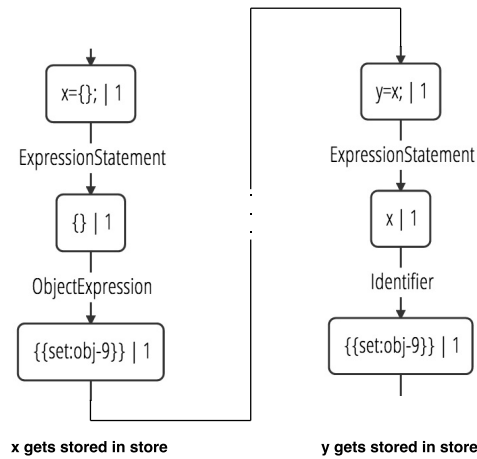 x={}; | 1
ExpressionStatement
{} | 1
ObjectExpression
{{set:obj-9}} | 1
x gets stored in store
y=x; | 1
ExpressionStatement
x | 1
Identifier
{{set:obj-9}} | 1
y gets stored in store